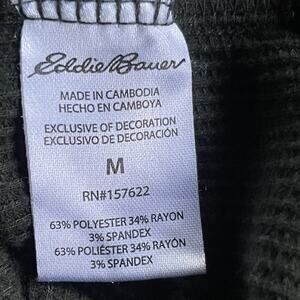 Eddie Bauer
MADE IN CAMBODIA
HECHO EN CAMBOYA
EXCLUSIVE OF DECORATION
EXCLUSIVO DE DECORACIÓN
M
RN#157622
63% POLYESTER 34% RAYON
3% SPANDEX
63% POLIÉSTER 34% RAYÓN
3% SPANDEX